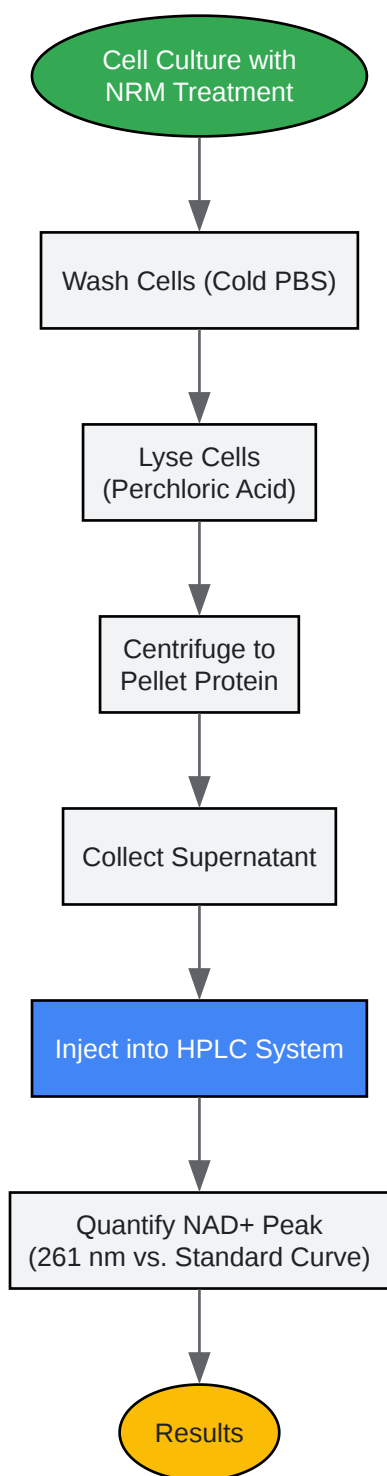 Cell Culture with
NRM Treatment
Wash Cells (Cold PBS)
Lyse Cells
(Perchloric Acid)
Centrifuge to
Pellet Protein
Collect Supernatant
Inject into HPLC System
Quantify NAD+ Peak
(261 nm vs. Standard Curve)
Results